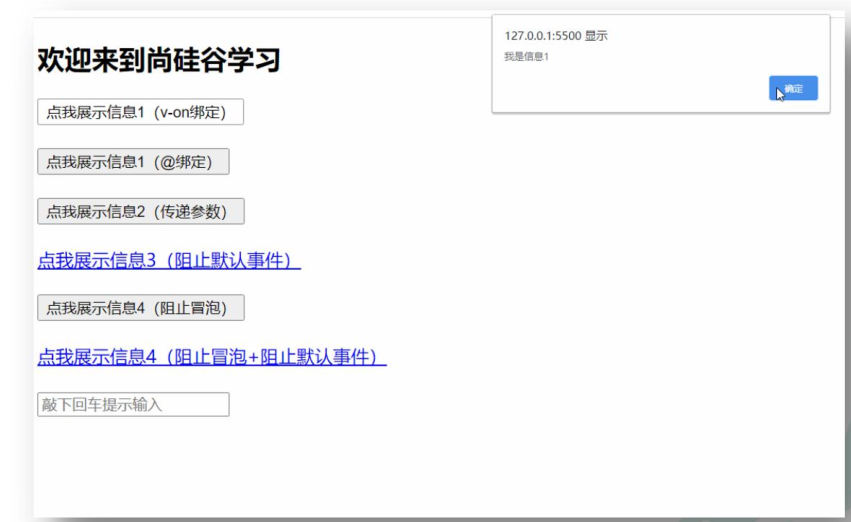 127.0.0.1:5500 显示
我是信息1
确定
欢迎来到尚硅谷学习
点我展示信息1（v-on绑定）
点我展示信息1（@绑定）
点我展示信息2（传递参数）
点我展示信息3（阻止默认事件）
点我展示信息4（阻止冒泡）
点我展示信息4（阻止冒泡+阻止默认事件）
敲下回车提示输入